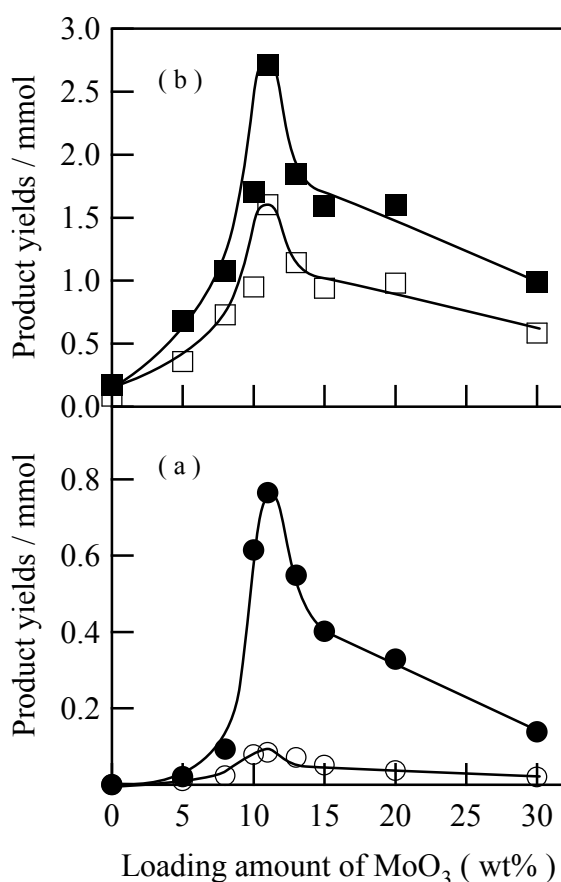 3.0
( b )
2.5
2.0
1.5
1.0
0.5
0.0
Product yields / mmol
( a )
0.8
0.6
0.4
0.2
Product yields / mmol
0 5 10 15 20 25 30
Loading amount of MoO₃ ( wt% )